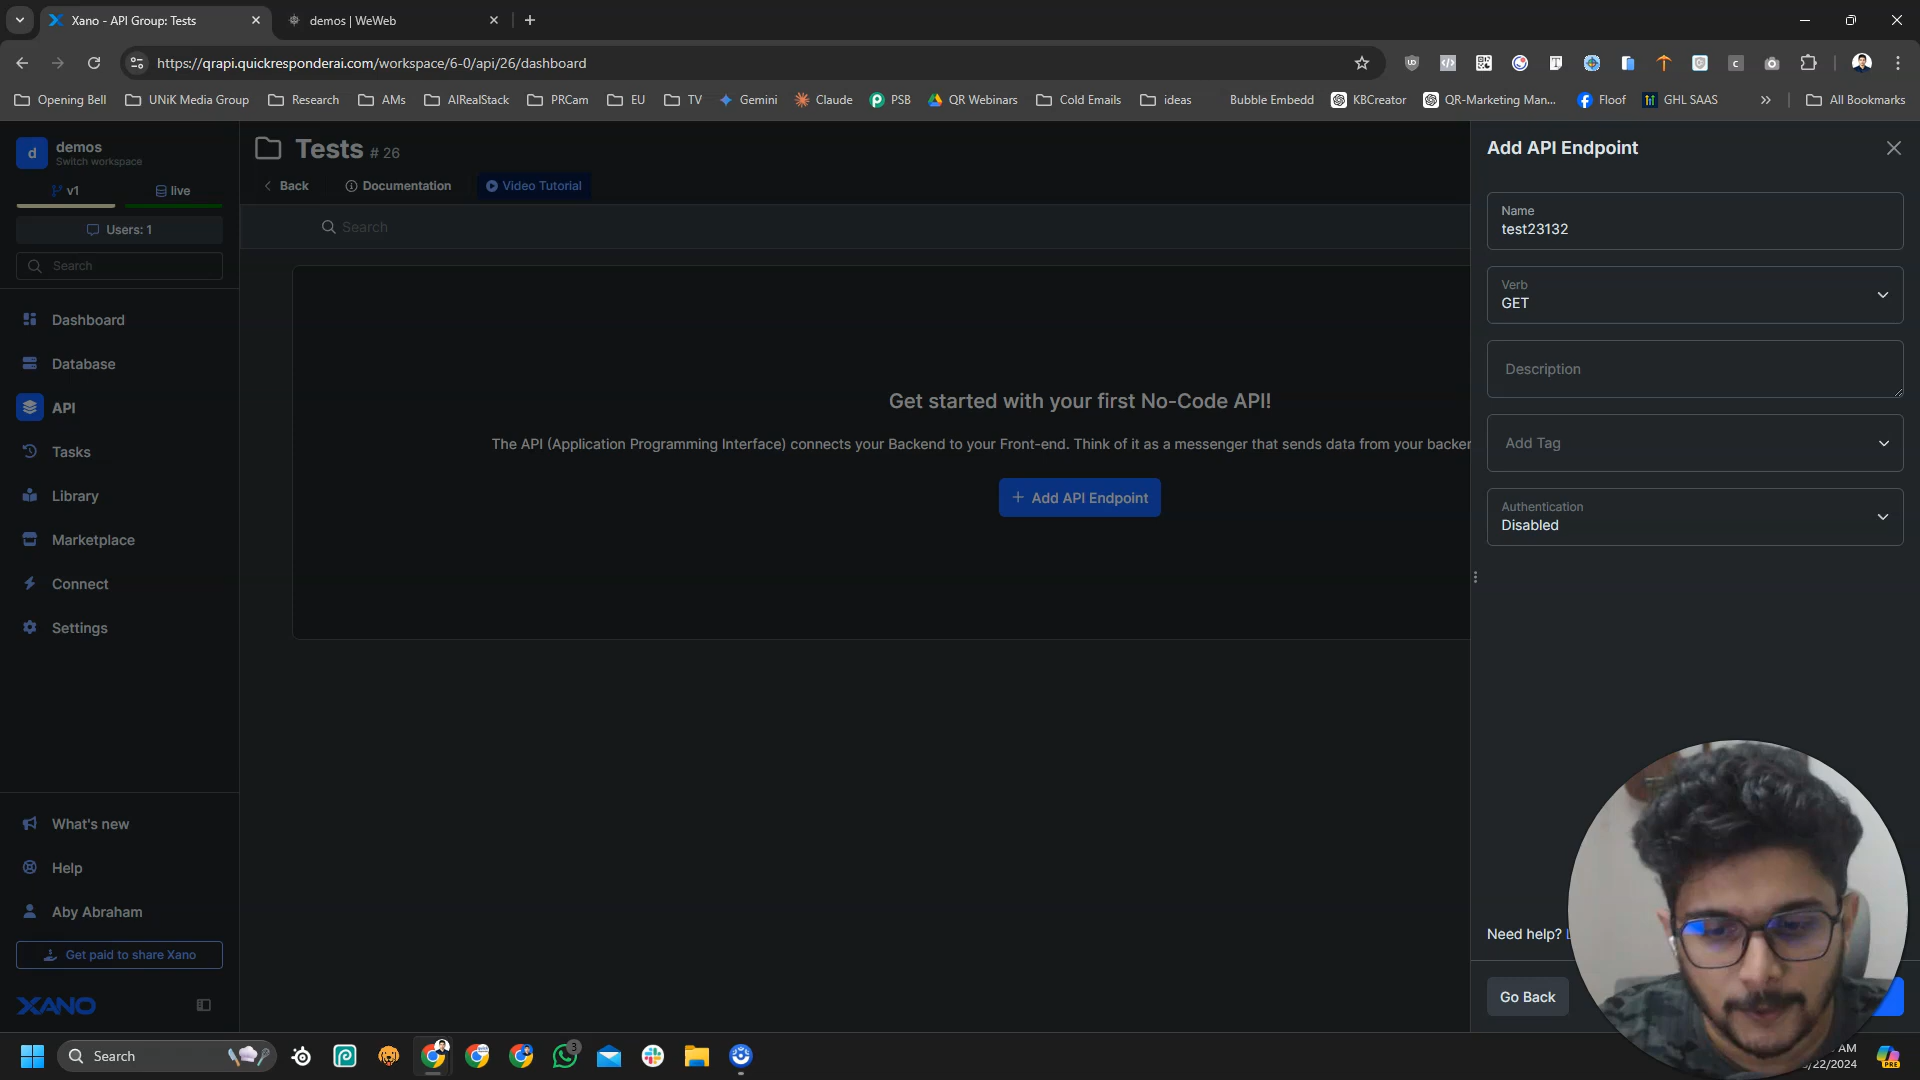 Xano - API Group: Tests
demos | WeWeb
https://qrapi.quickresponderai.com/workspace/6-0/api/26/dashboard
Opening Bell
UNiK Media Group
Research
AMs
AIRealStack
PRCam
EU
TV
Gemini
Claude
PSB
QR Webinars
Cold Emails
ideas
Bubble Embedd
KBCreator
QR-Marketing Man...
Floof
GHL SAAS
All Bookmarks
d
demos
Switch workspace
v1
live
Users: 1
Search
Dashboard
Database
API
Tasks
Library
Marketplace
Connect
Settings
What's new
Help
Aby Abraham
Get paid to share Xano
XANO
Tests # 26
Back
Documentation
Video Tutorial
Search
Get started with your first No-Code API!
The API (Application Programming Interface) connects your Backend to your Front-end. Think of it as a messenger that sends data from your backer
+ Add API Endpoint
Add API Endpoint
Name
test23132
Verb
GET
Description
Add Tag
Authentication
Disabled
Need help?
Go Back
Search
3
AM
/22/2024
PRE